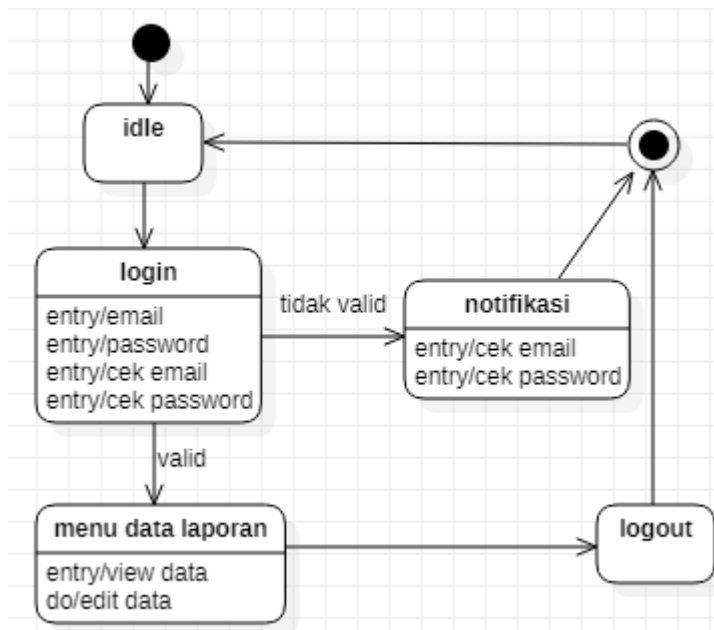 idle
login
entry/email
entry/password
entry/cek email
entry/cek password
tidak valid
notifikasi
entry/cek email
entry/cek password
valid
menu data laporan
entry/view data
do/edit data
logout